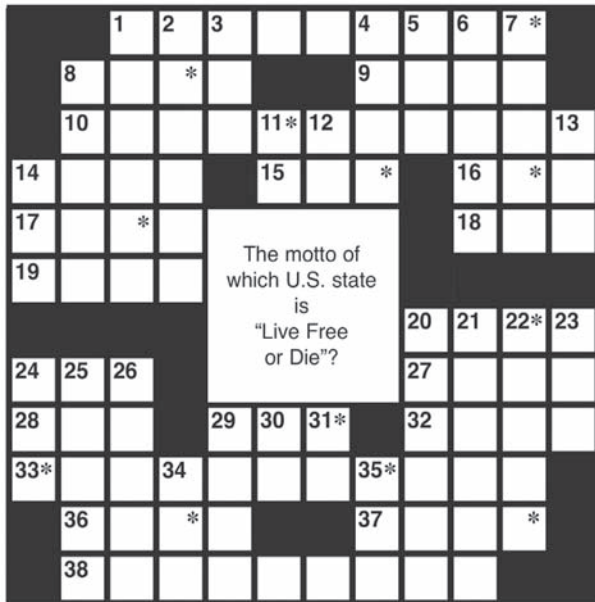 1 2 3 4 5 6 7 *
8 * 9
10 11 * 12 13
14 15 * 16 *
17 * 18
The motto of
which U.S. state
is
“Live Free
or Die”?
19
20 21 22 * 23
24 25 26 27
28 29 30 31 * 32
33 * 34 35 *
36 * 37 *
38